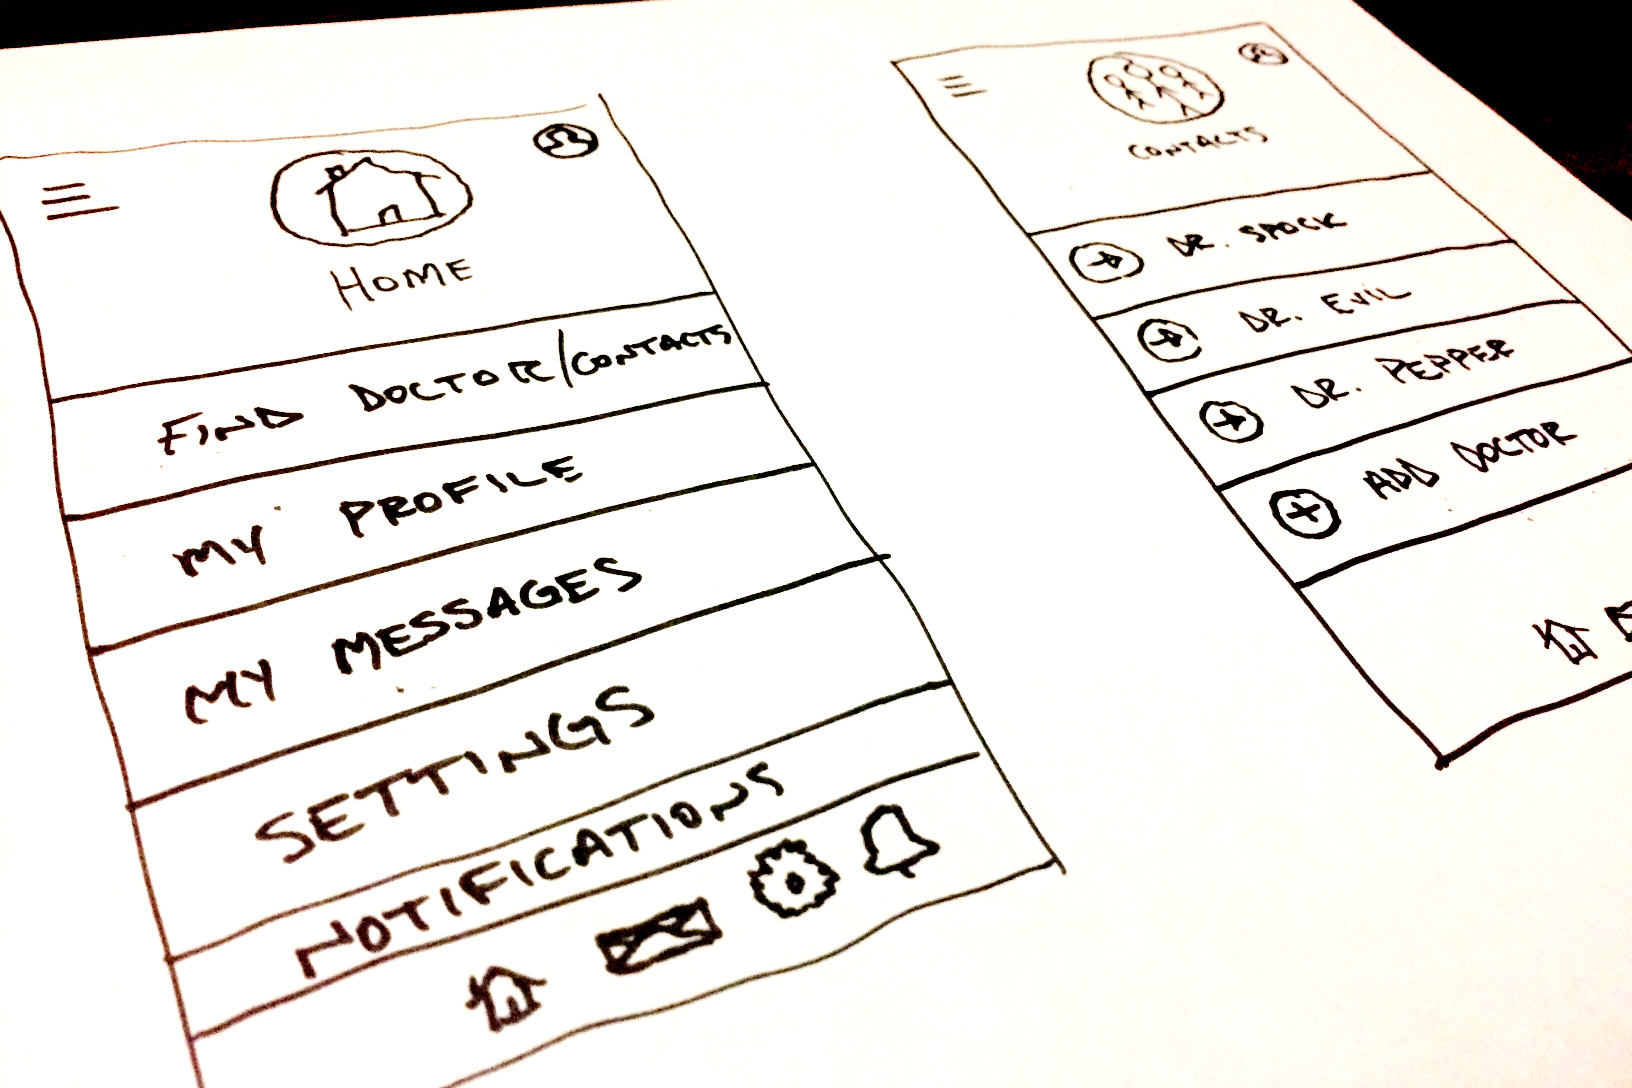 HOME
FIND DOCTOR/CONTACTS
MY PROFILE
MY MESSAGES
SETTINGS
NOTIFICATIONS
CONTACTS
DR. SPOCK
DR. EVIL
DR. PEPPER
ADD DOCTOR